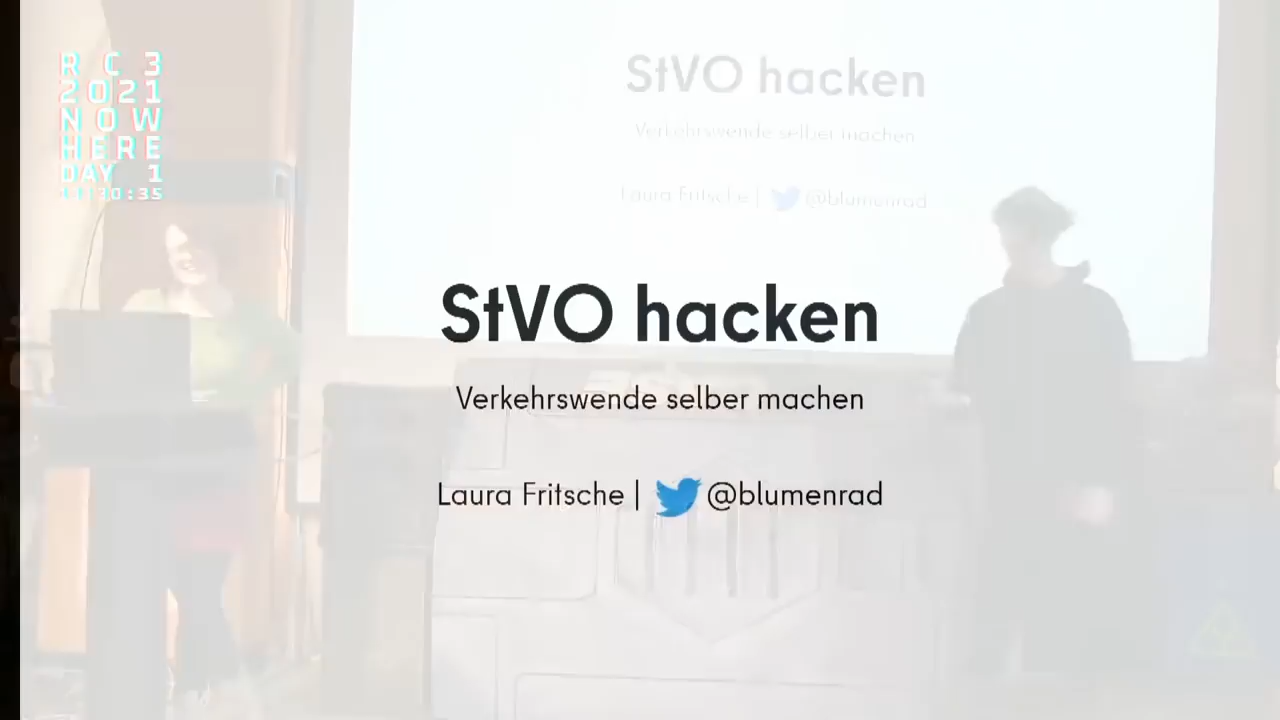 RC3
2021
NOW
HERE
DAY 1
StVO hacken
Verkehrswende selber machen
Laura Fritsche | @blumenrad
StVO hacken
Verkehrswende selber machen
Laura Fritsche | @blumenrad